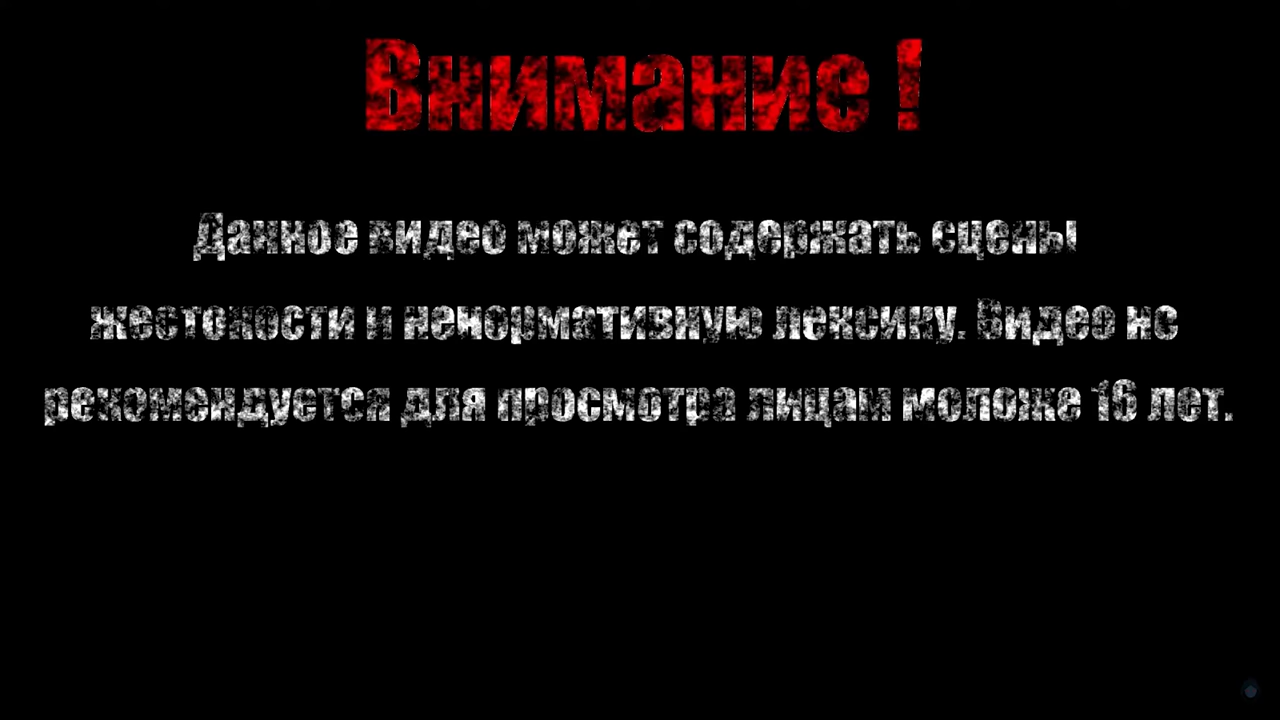 Внимание !
Данное видео может содержать сцены
жестокости и ненормативную лексику. Видео не
рекомендуется для просмотра лицам моложе 16 лет.